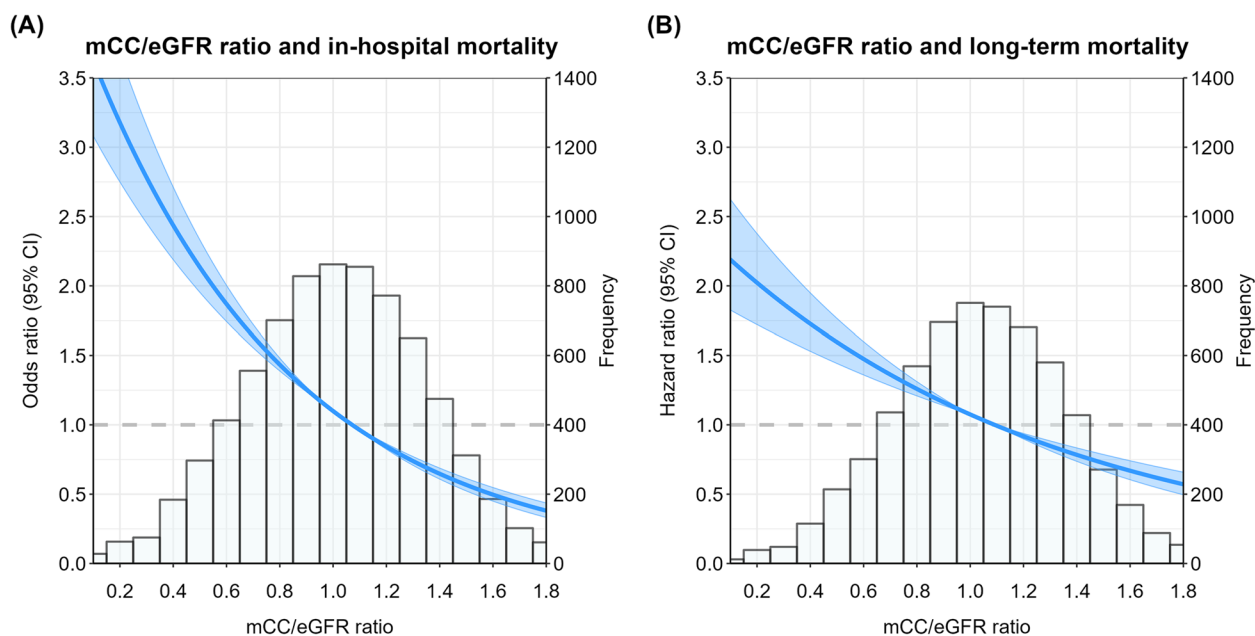 (A)
mCC/eGFR ratio and in-hospital mortality
3.5
3.0
2.5
2.0
1.5
1.0
0.5
0.0
Odds ratio (95% CI)
1400
1200
1000
800
600
400
200
0
Frequency
0.2 0.4 0.6 0.8 1.0 1.2 1.4 1.6 1.8
mCC/eGFR ratio
(B)
mCC/eGFR ratio and long-term mortality
3.5
3.0
2.5
2.0
1.5
1.0
0.5
0.0
Hazard ratio (95% CI)
1400
1200
1000
800
600
400
200
0
Frequency
0.2 0.4 0.6 0.8 1.0 1.2 1.4 1.6 1.8
mCC/eGFR ratio